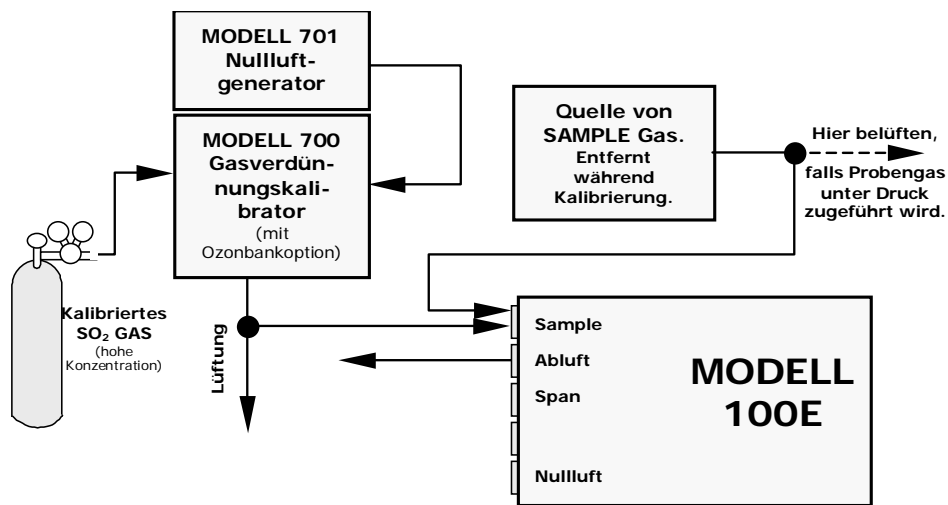 MODELL 701
Nullluft-
generator
MODELL 700
Gasverdün-
nungskali-
brator
(mit
Ozonbankoption)
Quelle von
SAMPLE Gas.
Entfernt
während
Kalibrierung.
Hier belüften,
falls Probengas
unter Druck
zugeführt wird.
Kalibriertes
SO₂ GAS
(hohe
Konzentration)
Lüftung
Sample
Abluft
Span
Nullluft
MODELL
100E